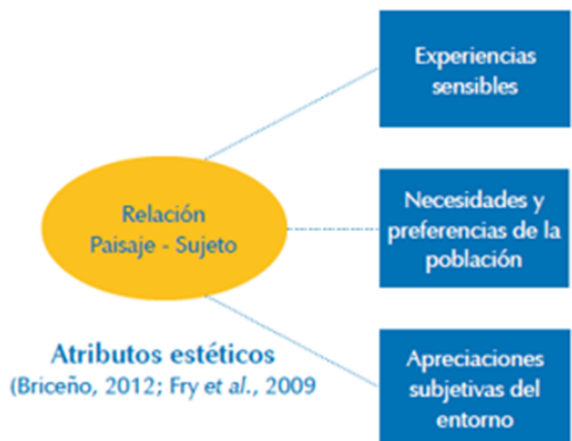 Experiencias
sensibles
Relación
Paisaje - Sujeto
Necesidades y
preferencias de la
población
Atributos estéticos
(Briceño, 2012; Fry et al., 2009
Apreciaciones
subjetivas del
entorno